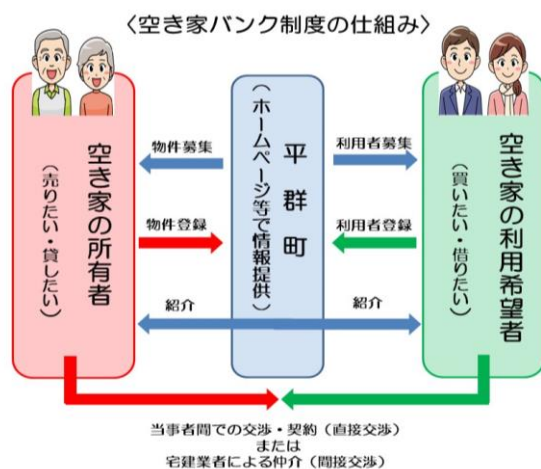 〈空き家バンク制度の仕組み〉
空き家の所有者
(売りたい・貸したい)
物件募集
物件登録
紹介
平群町
(ホームページ等で情報提供)
利用者募集
利用者登録
紹介
空き家の利用希望者
(買いたい・借りたい)
当事者間での交渉・契約(直接交渉)
または
宅建業者による仲介(間接交渉)